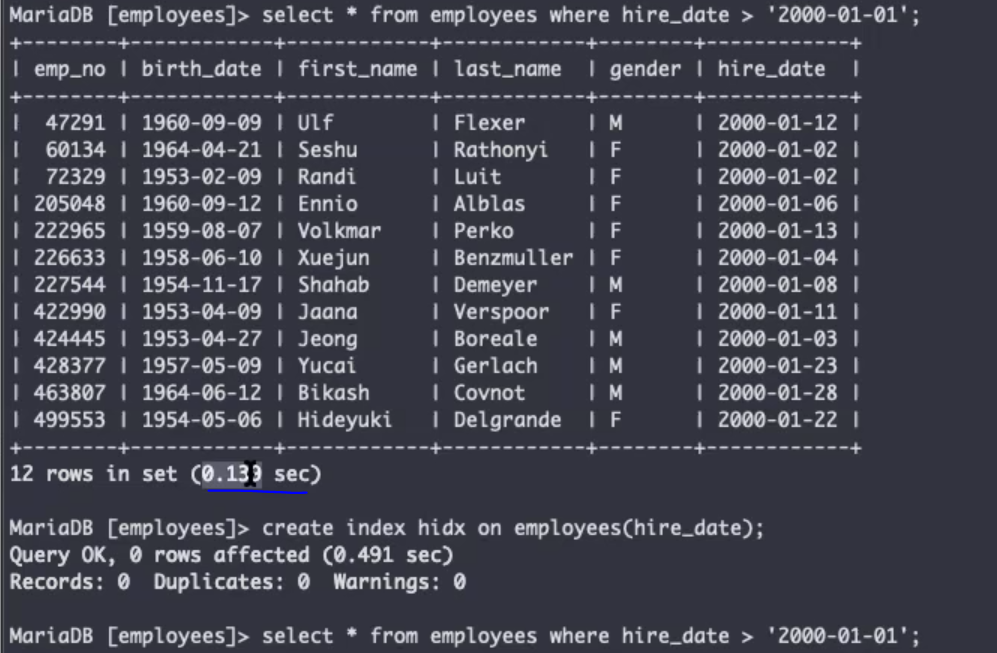 MariaDB [employees]> select * from employees where hire_date > '2000-01-01';
+--------+------------+------------+------------+--------+------------+
| emp_no | birth_date | first_name | last_name  | gender | hire_date  |
+--------+------------+------------+------------+--------+------------+
|  47291 | 1960-09-09 | Ulf        | Flexer     | M      | 2000-01-12 |
|  60134 | 1964-04-21 | Seshu      | Rathonyi   | F      | 2000-01-02 |
|  72329 | 1953-02-09 | Randi      | Luit       | F      | 2000-01-02 |
| 205048 | 1960-09-12 | Ennio      | Alblas     | F      | 2000-01-06 |
| 222965 | 1959-08-07 | Volkmar    | Perko      | F      | 2000-01-13 |
| 226633 | 1958-06-10 | Xuejun     | Benzmuller | F      | 2000-01-04 |
| 227544 | 1954-11-17 | Shahab     | Demeyer    | M      | 2000-01-08 |
| 422990 | 1953-04-09 | Jaana      | Verspoor   | F      | 2000-01-11 |
| 424445 | 1953-04-27 | Jeong      | Boreale    | M      | 2000-01-03 |
| 428377 | 1957-05-09 | Yucai      | Gerlach    | M      | 2000-01-23 |
| 463807 | 1964-06-12 | Bikash     | Covnot     | M      | 2000-01-28 |
| 499553 | 1954-05-06 | Hideyuki   | Delgrande  | F      | 2000-01-22 |
+--------+------------+------------+------------+--------+------------+
12 rows in set (0.139 sec)
MariaDB [employees]> create index hidx on employees(hire_date);
Query OK, 0 rows affected (0.491 sec)
Records: 0  Duplicates: 0  Warnings: 0
MariaDB [employees]> select * from employees where hire_date > '2000-01-01';